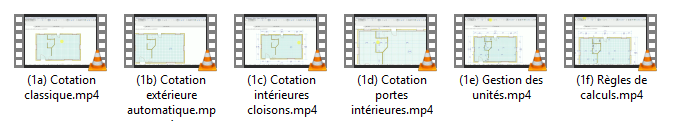 (1a) Cotation
classique.mp4
(1b) Cotation
extérieure
automatique.mp
(1c) Cotation
intérieures
cloisons.mp4
(1d) Cotation
portes
intérieures.mp4
(1e) Gestion des
unités.mp4
(1f) Règles de
calculs.mp4